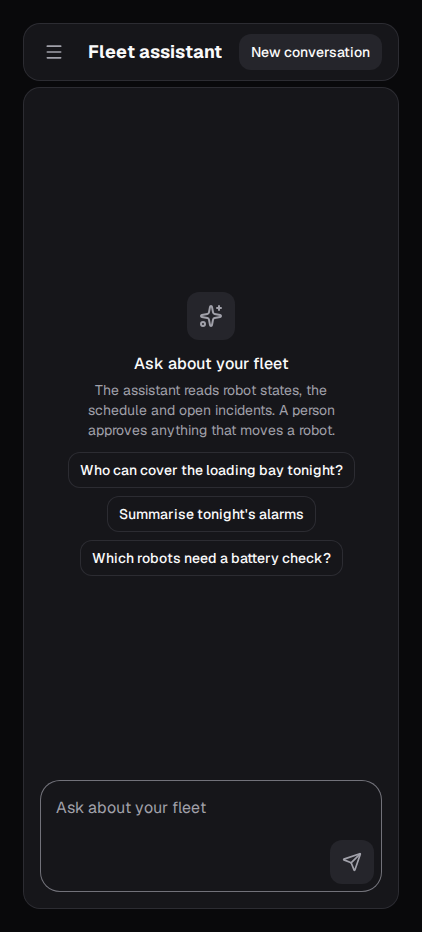 Fleet assistant
New conversation
Ask about your fleet
The assistant reads robot states, the
schedule and open incidents. A person
approves anything that moves a robot.
Who can cover the loading bay tonight?
Summarise tonight's alarms
Which robots need a battery check?
Ask about your fleet